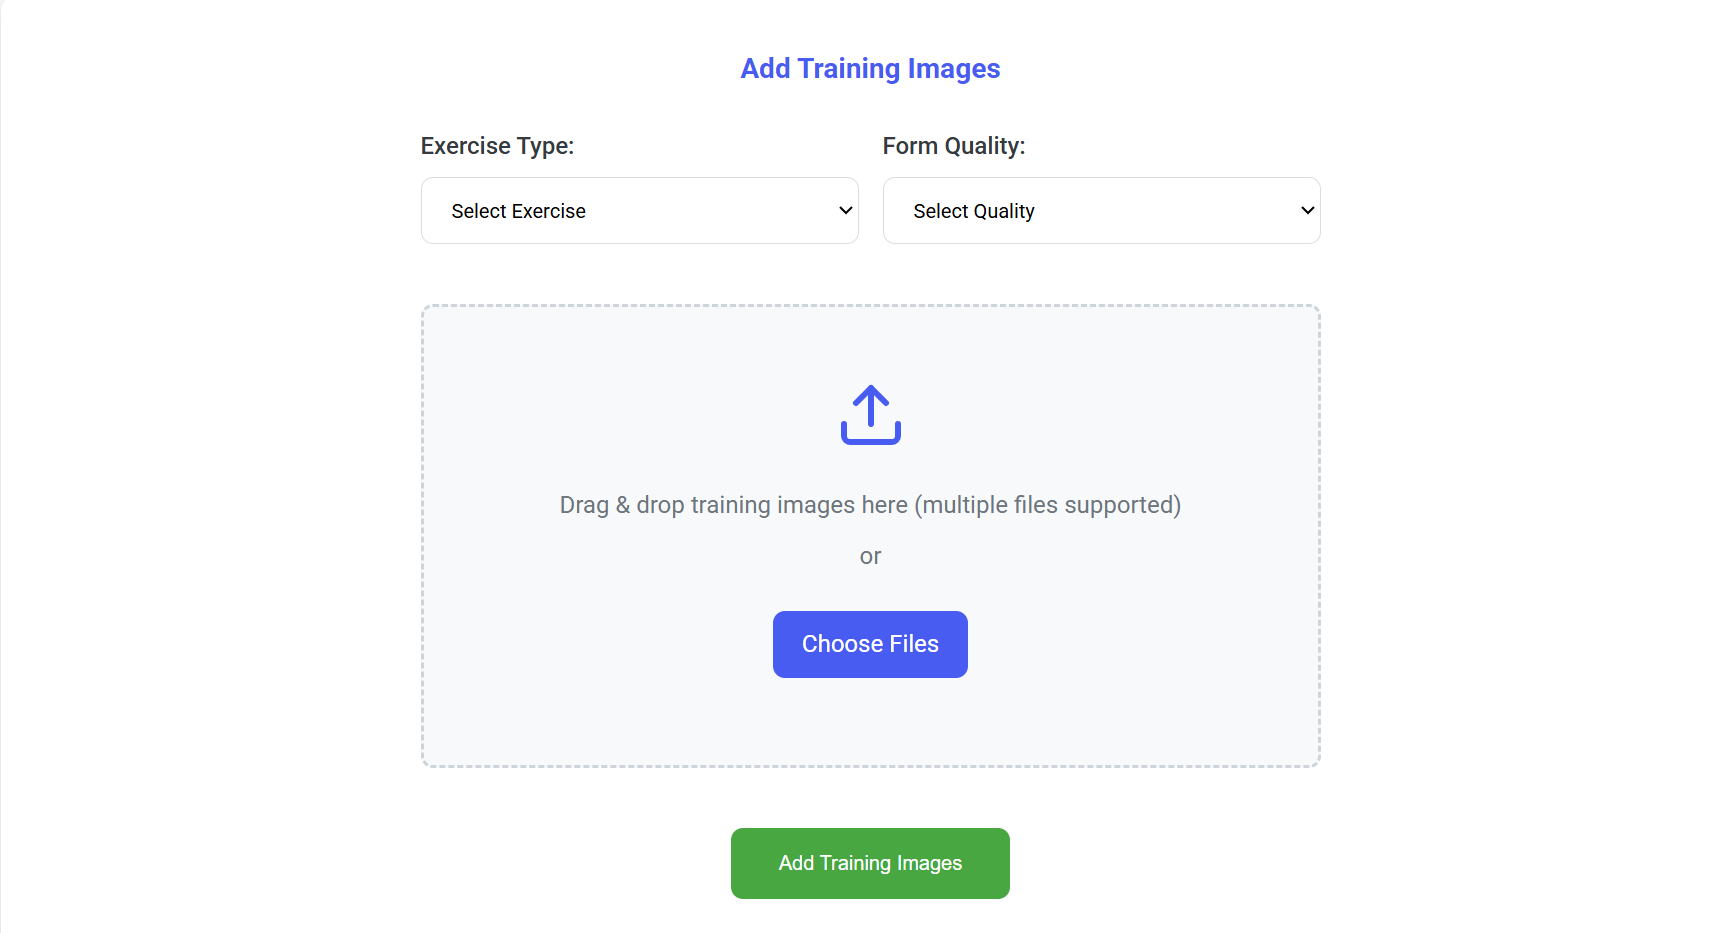 Add Training Images
Exercise Type:
Form Quality:
Select Exercise
Select Quality
Drag & drop training images here (multiple files supported)
or
Choose Files
Add Training Images